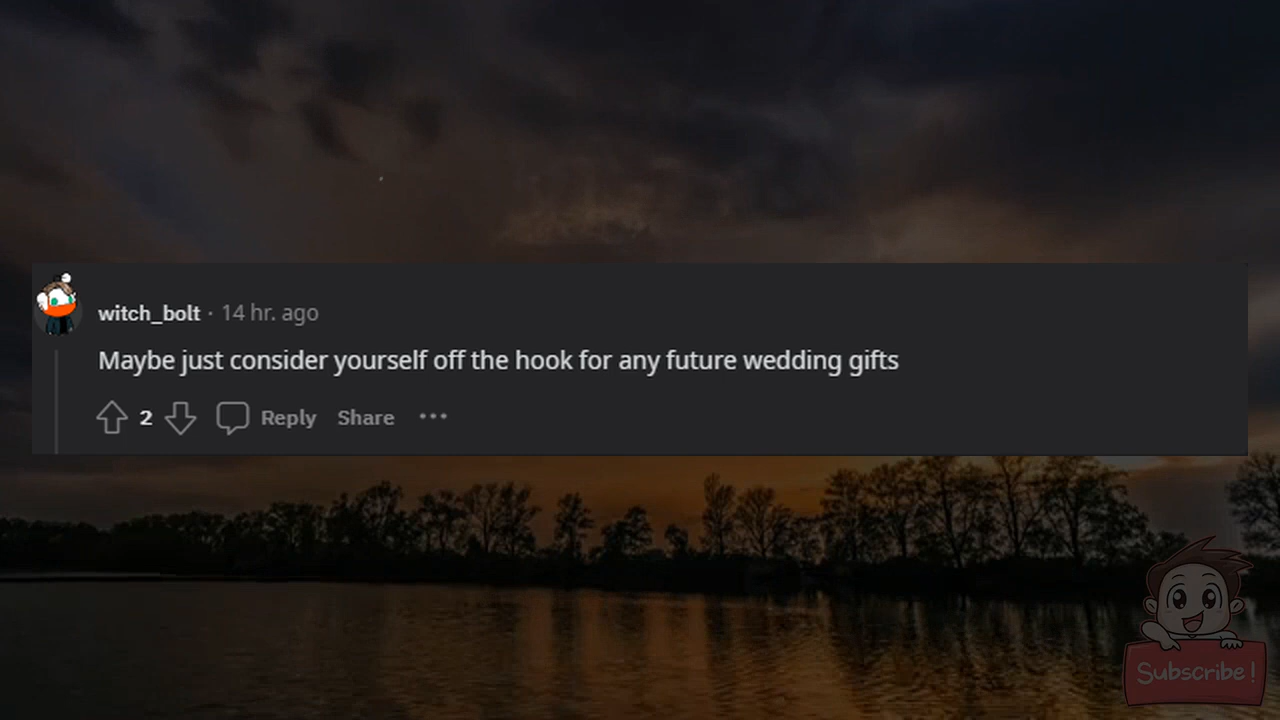 witch_bolt · 14 hr. ago
Maybe just consider yourself off the hook for any future wedding gifts
2 Reply Share ...
Subscribe!